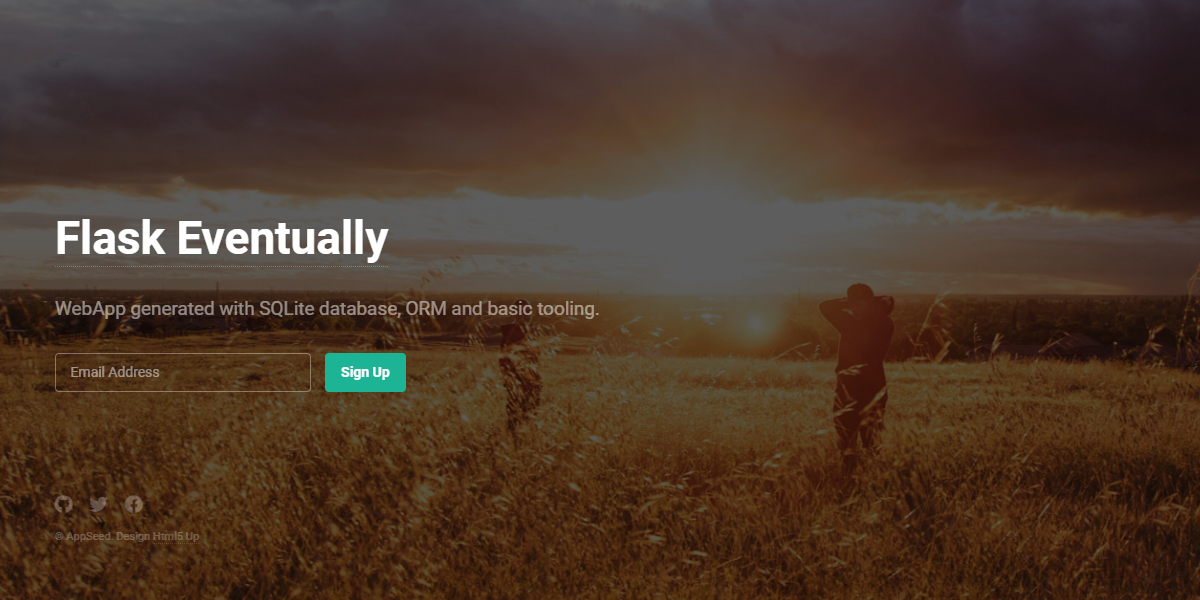 Flask Eventually
WebApp generated with SQLite database, ORM and basic tooling.
Email Address
Sign Up
© AppSeed. Design Html5 Up